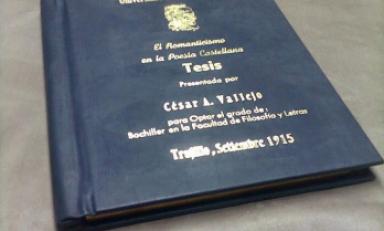 El Romanticismo
en la Poesia Castellana
Tesis
Presentada por
César A. Vallejo
para Optar el grado de:
Bachiller en la Facultad de Filosofía y Letras
Trujillo, Setiembre 1915